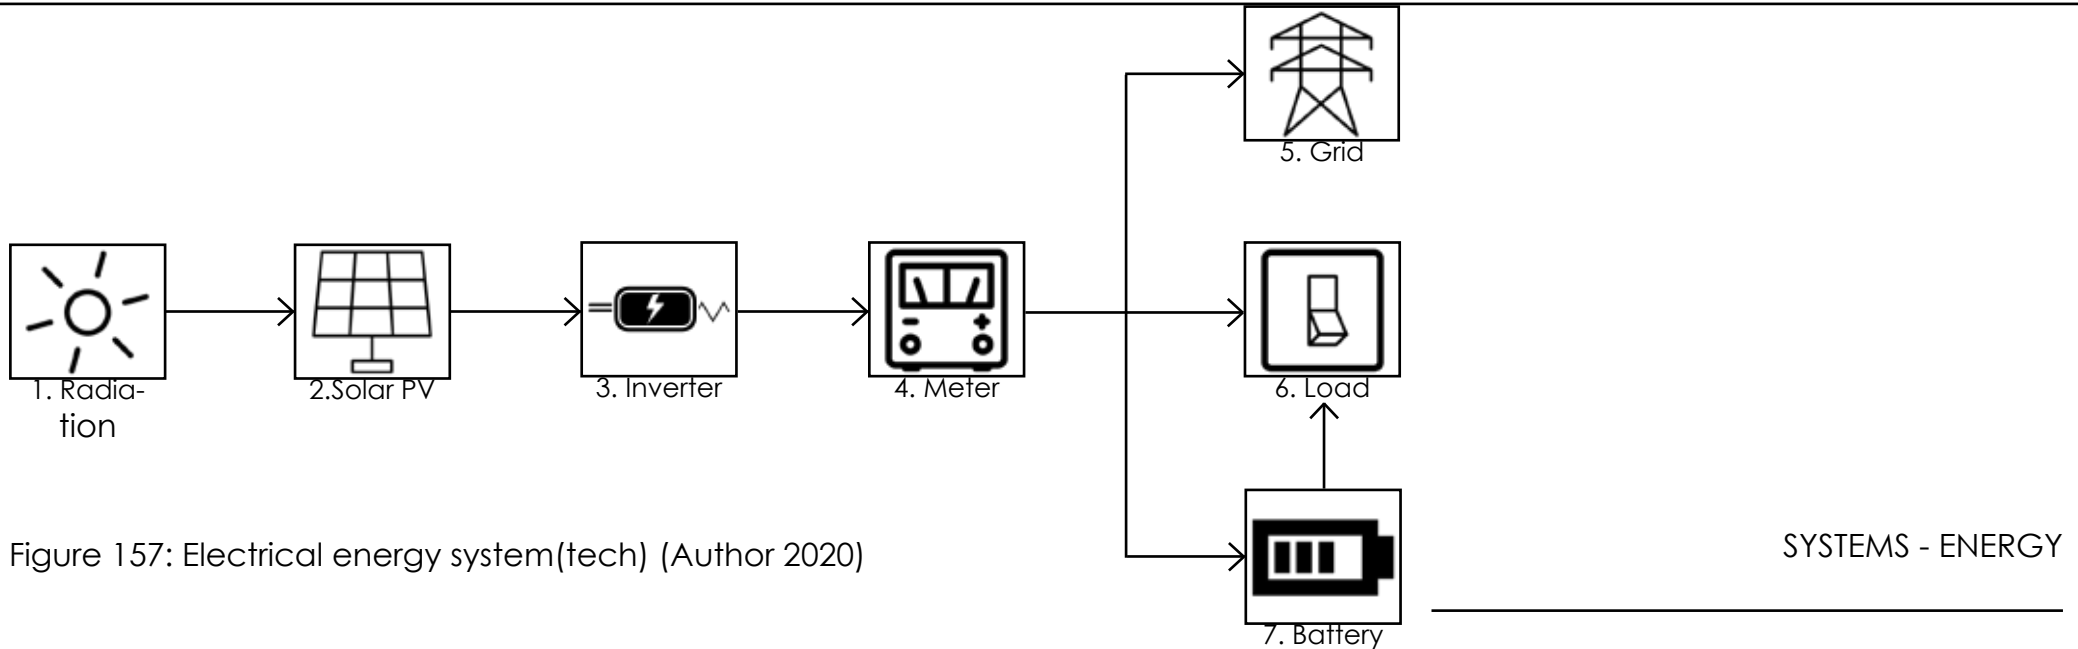 5. Grid
1. Radia-
tion
2.Solar PV
3. Inverter
4. Meter
6. Load
7. Battery
Figure 157: Electrical energy system(tech) (Author 2020)
SYSTEMS - ENERGY